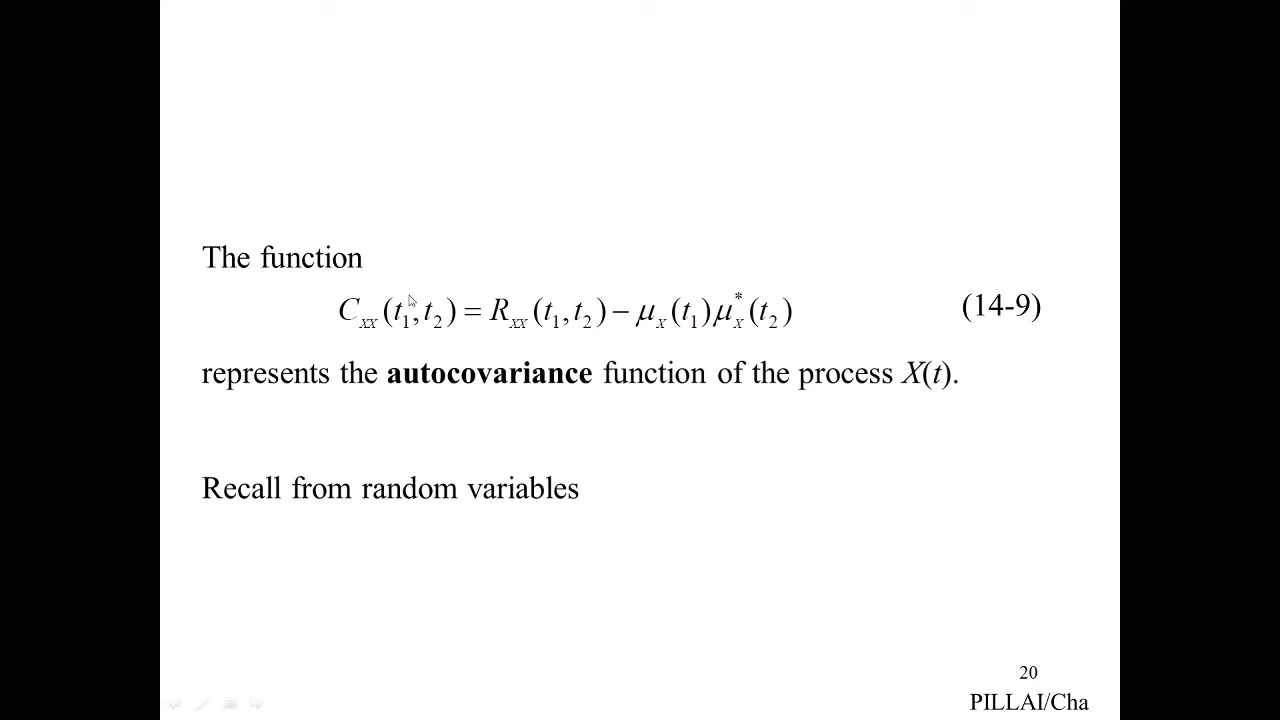 The function
C_XX(t_1, t_2) = R_XX(t_1, t_2) − μ_X(t_1)μ_X^*(t_2) (14-9)
represents the autocovariance function of the process X(t).
Recall from random variables
20
PILLAI/Cha